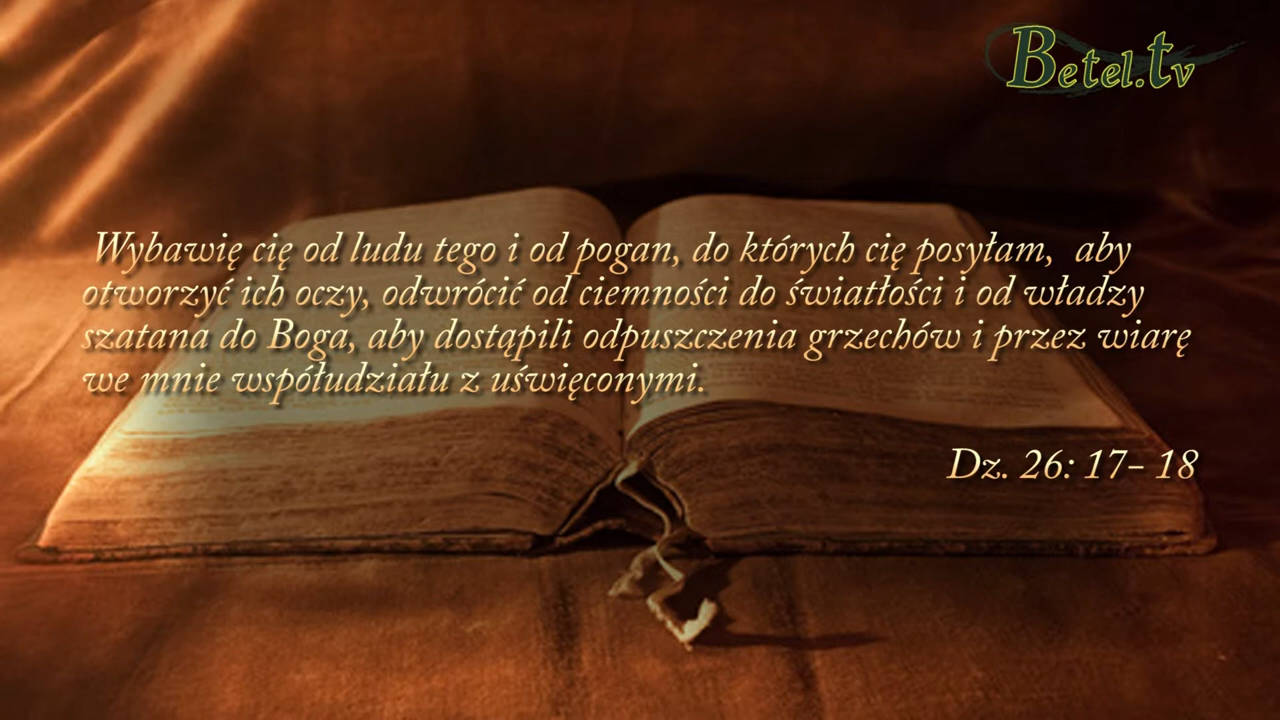 Betel.tv
Wybawię cię od ludu tego i od pogan, do których cię posyłam,  aby
otworzyć ich oczy, odwrócić od ciemności do światłości i od władzy
szatana do Boga, aby dostąpili odpuszczenia grzechów i przez wiarę
we mnie współudziału z uświęconymi.
Dz. 26: 17- 18